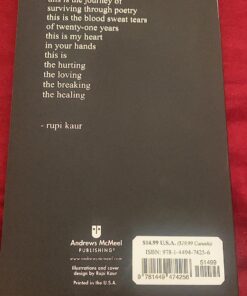 this is the journey of
surviving through poetry
this is the blood sweat tears
of twenty-one years
this is my heart
in your hands
this is
the hurting
the loving
the breaking
the healing
- rupi kaur
Andrews McMeel
PUBLISHING®
www.andrewsmcmeel.com
Illustrations and cover
design by Rupi Kaur
Printed in the U.S.A.
$14.99 U.S.A. ($19.99 Canada)
ISBN: 978-1-4494-7425-6
51499
9 781449 474256